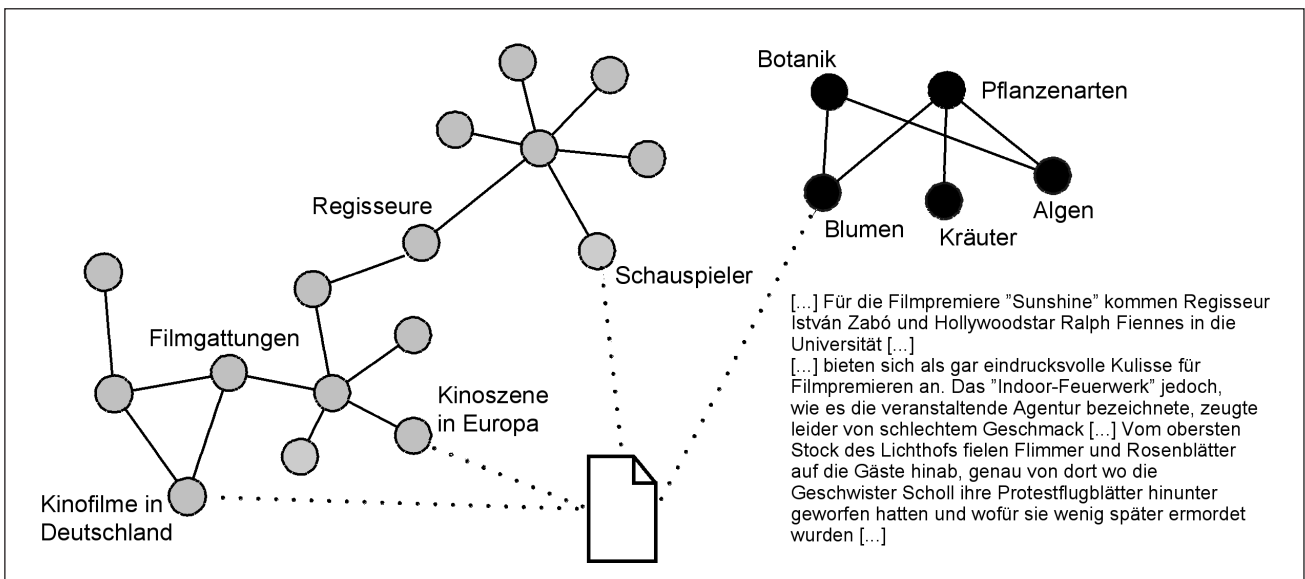 Botanik
Pflanzenarten
Regisseure
Blumen
Kräuter
Algen
Schauspieler
Filmgattungen
Kinoszene
in Europa
Kinofilme in
Deutschland
[...] Für die Filmpremiere "Sunshine" kommen Regisseur
István Zabó und Hollywoodstar Ralph Fiennes in die
Universität [...]
[...] bieten sich als gar eindrucksvolle Kulisse für
Filmpremieren an. Das "Indoor-Feuerwerk" jedoch,
wie es die veranstaltende Agentur bezeichnete, zeugte
leider von schlechtem Geschmack [...] Vom obersten
Stock des Lichthofs fielen Flimmer und Rosenblätter
auf die Gäste hinab, genau von dort wo die
Geschwister Scholl ihre Protestflugblätter hinunter
geworfen hatten und wofür sie wenig später ermordet
wurden [...]